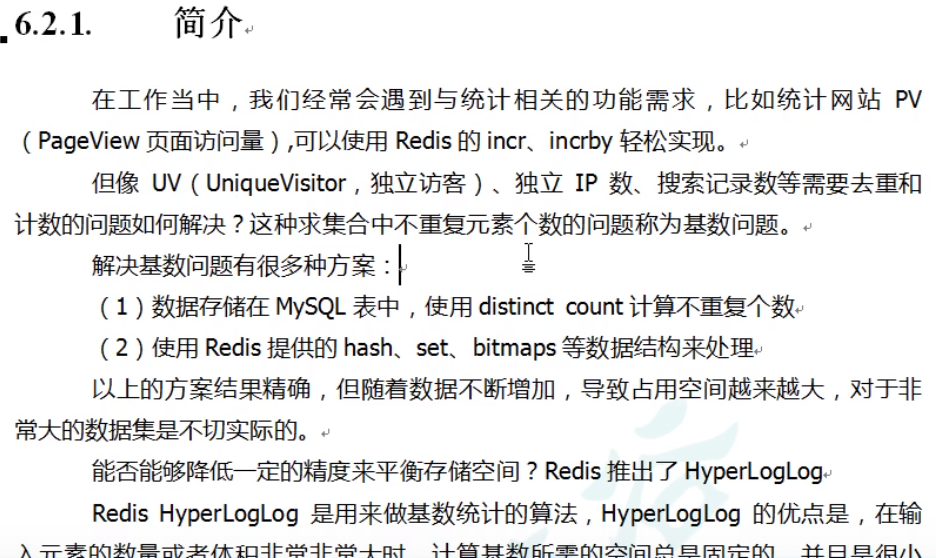 6.2.1. 简介
在工作当中，我们经常会遇到与统计相关的功能需求，比如统计网站 PV
（PageView 页面访问量）,可以使用 Redis 的 incr、incrby 轻松实现。
但像 UV（UniqueVisitor，独立访客）、独立 IP 数、搜索记录数等需要去重和
计数的问题如何解决？这种求集合中不重复元素个数的问题称为基数问题。
解决基数问题有很多种方案：
（1）数据存储在 MySQL 表中，使用 distinct count 计算不重复个数
（2）使用 Redis 提供的 hash、set、bitmaps 等数据结构来处理
以上的方案结果精确，但随着数据不断增加，导致占用空间越来越大，对于非
常大的数据集是不切实际的。
能否能够降低一定的精度来平衡存储空间？Redis 推出了 HyperLogLog
Redis HyperLogLog 是用来做基数统计的算法，HyperLogLog 的优点是，在输
入元素的数量或者体积非常非常大时，计算基数所需的空间总是固定的、并且是很小